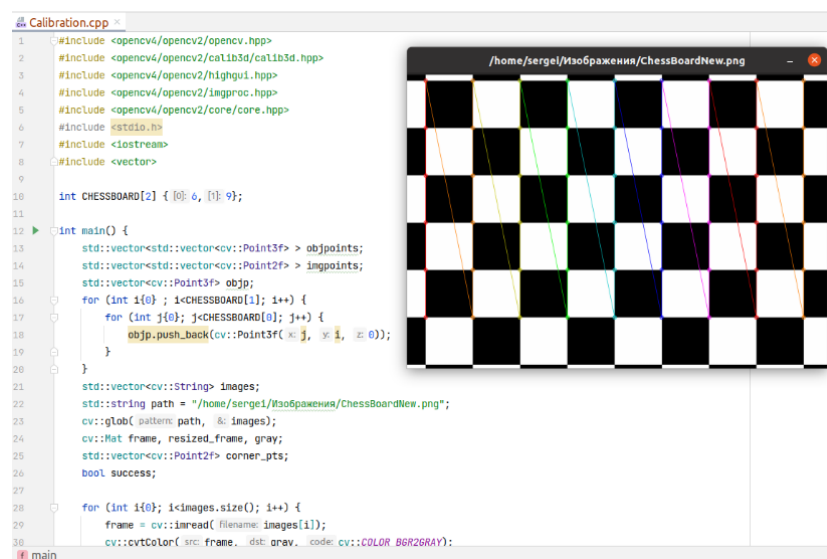 Calibration.cpp ×
1 #include <opencv4/opencv2/opencv.hpp>
2 #include <opencv4/opencv2/calib3d/calib3d.hpp>
3 #include <opencv4/opencv2/highgui.hpp>
4 #include <opencv4/opencv2/imgproc.hpp>
5 #include <opencv4/opencv2/core/core.hpp>
6 #include <stdio.h>
7 #include <iostream>
8 #include <vector>
9
10 int CHESSBOARD[2] { [0]: 6, [1]: 9};
11
12 int main() {
13 std::vector<std::vector<cv::Point3f> > objpoints;
14 std::vector<std::vector<cv::Point2f> > imgpoints;
15 std::vector<cv::Point3f> objp;
16 for (int i{0} ; i<CHESSBOARD[1]; i++) {
17 for (int j{0}; j<CHESSBOARD[0]; j++) {
18 objp.push_back(cv::Point3f( x: j, y: i, z: 0));
19 }
20 }
21 std::vector<cv::String> images;
22 std::string path = "/home/sergei/Изображения/ChessBoardNew.png";
23 cv::glob( pattern: path, &: images);
24 cv::Mat frame, resized_frame, gray;
25 std::vector<cv::Point2f> corner_pts;
26 bool success;
27
28 for (int i{0}; i<images.size(); i++) {
29 frame = cv::imread( filename: images[i]);
30 cv::cvtColor( src: frame, dst: gray, code: cv::COLOR_BGR2GRAY);
f main
/home/sergei/Изображения/ChessBoardNew.png